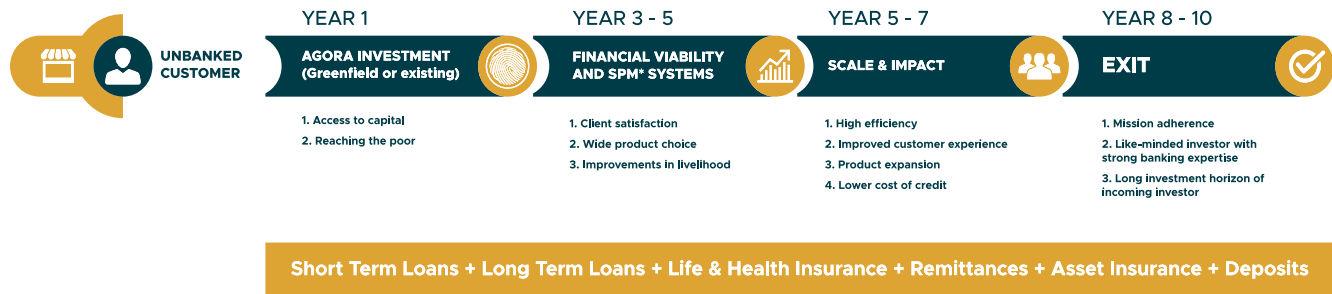 YEAR 1
YEAR 3 - 5
YEAR 5 - 7
YEAR 8 - 10
UNBANKED
CUSTOMER
AGORA INVESTMENT
(Greenfield or existing)
FINANCIAL VIABILITY
AND SPM* SYSTEMS
SCALE & IMPACT
EXIT
1. Access to capital
2. Reaching the poor
1. Client satisfaction
2. Wide product choice
3. Improvements in livelihood
1. High efficiency
2. Improved customer experience
3. Product expansion
4. Lower cost of credit
1. Mission adherence
2. Like-minded investor with
strong banking expertise
3. Long investment horizon of
incoming investor
Short Term Loans + Long Term Loans + Life & Health Insurance + Remittances + Asset Insurance + Deposits